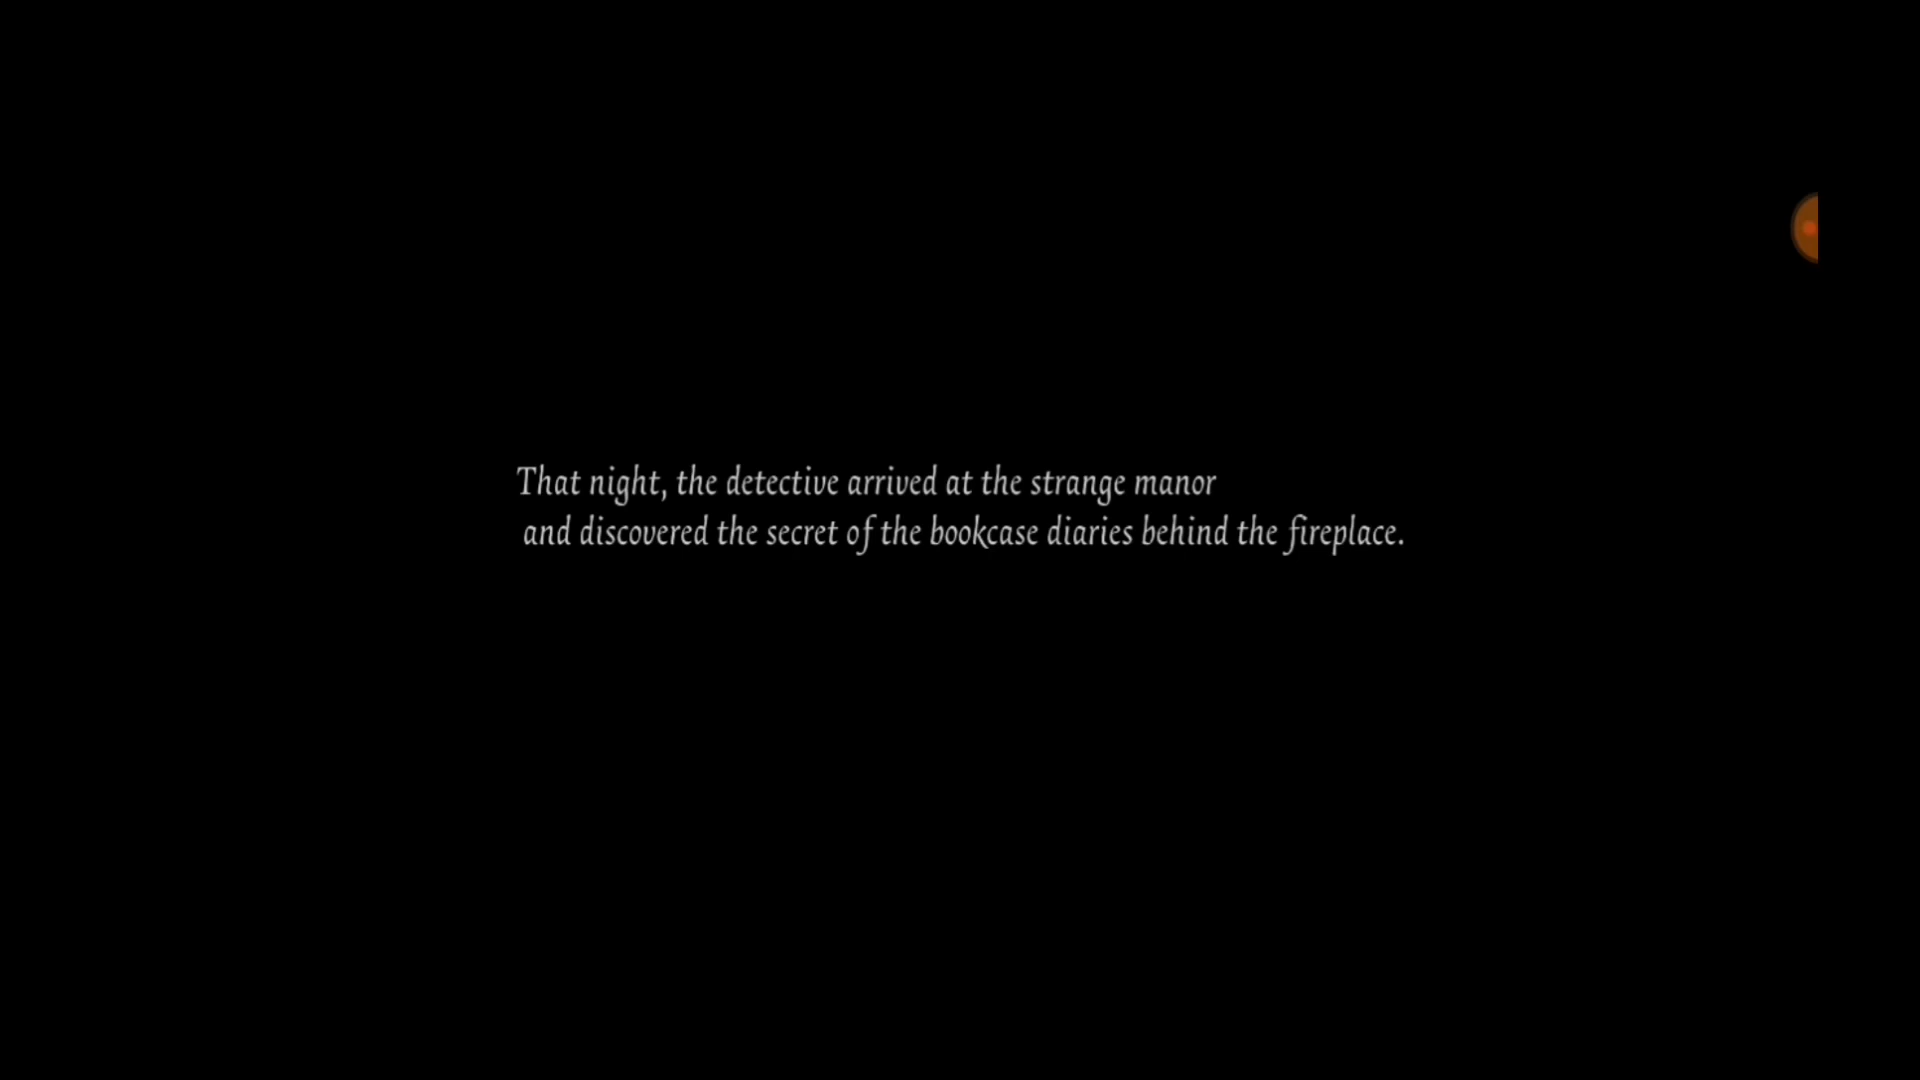 That night, the detective arrived at the strange manor
and discovered the secret of the bookcase diaries behind the fireplace.